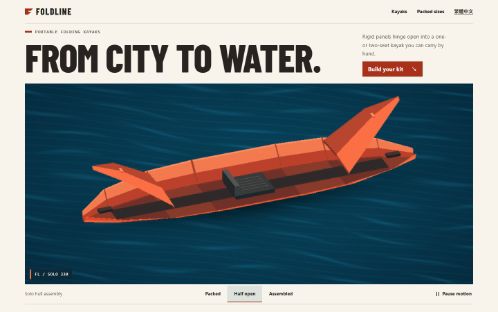 FOLDLINE
Kayaks
Packed sizes
繁體中文
PORTABLE FOLDING KAYAKS
FROM CITY TO WATER.
Rigid panels hinge open into a one-
or two-seat kayak you can carry by
hand.
Build your kit
FL / SOLO 330
Solo hull assembly
Packed
Half open
Assembled
Pause motion